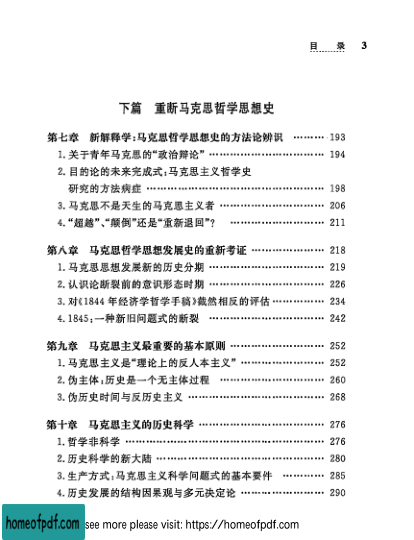 目　录　3
下篇　重断马克思哲学思想史
第七章　新解释学:马克思哲学思想史的方法论辨识　………　193
1.关于青年马克思的“政治辩论”　………………………　194
2.目的论的未来完成式:马克思主义哲学史
研究的方法病症　………………………………………　198
3.马克思不是天生的马克思主义者　………………………　206
4.“超越”、“颠倒”还是“重新退回”?　……………………　211
第八章　马克思哲学思想发展史的重新考证　………………　218
1.马克思思想发展新的历史分期　…………………………　219
2.认识论断裂前的意识形态时期　…………………………　226
3.对《1844年经济学哲学手稿》截然相反的评估……………　234
4.1845:一种新旧问题式的断裂　…………………………　242
第九章　马克思主义最重要的基本原则　……………………　252
1.马克思主义是“理论上的反人本主义”……………………　252
2.伪主体:历史是一个无主体过程　………………………　260
3.伪历史时间与反历史主义　………………………………　268
第十章　马克思主义的历史科学　……………………………　276
1.哲学非科学　………………………………………………　276
2.历史科学的新大陆　………………………………………　280
3.生产方式:马克思主义科学问题式的基本要件　…………　285
4.历史发展的结构因果观与多元决定论　…………………　290
homeofpdf.com see more please visit: https://homeofpdf.com